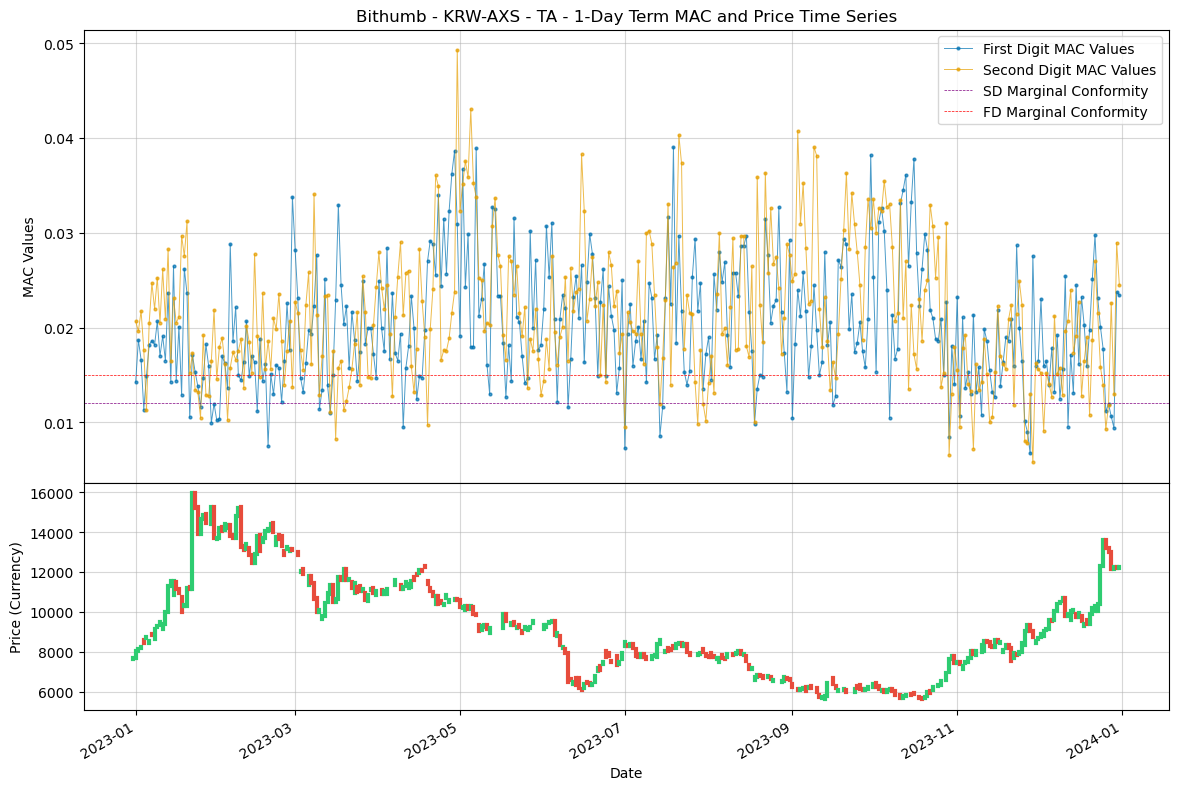 Bithumb - KRW-AXS - TA - 1-Day Term MAC and Price Time Series
First Digit MAC Values
Second Digit MAC Values
SD Marginal Conformity
FD Marginal Conformity
MAC Values
0.05
0.04
0.03
0.02
0.01
Price (Currency)
16000
14000
12000
10000
8000
6000
2023-01
2023-03
2023-05
2023-07
2023-09
2023-11
2024-01
Date